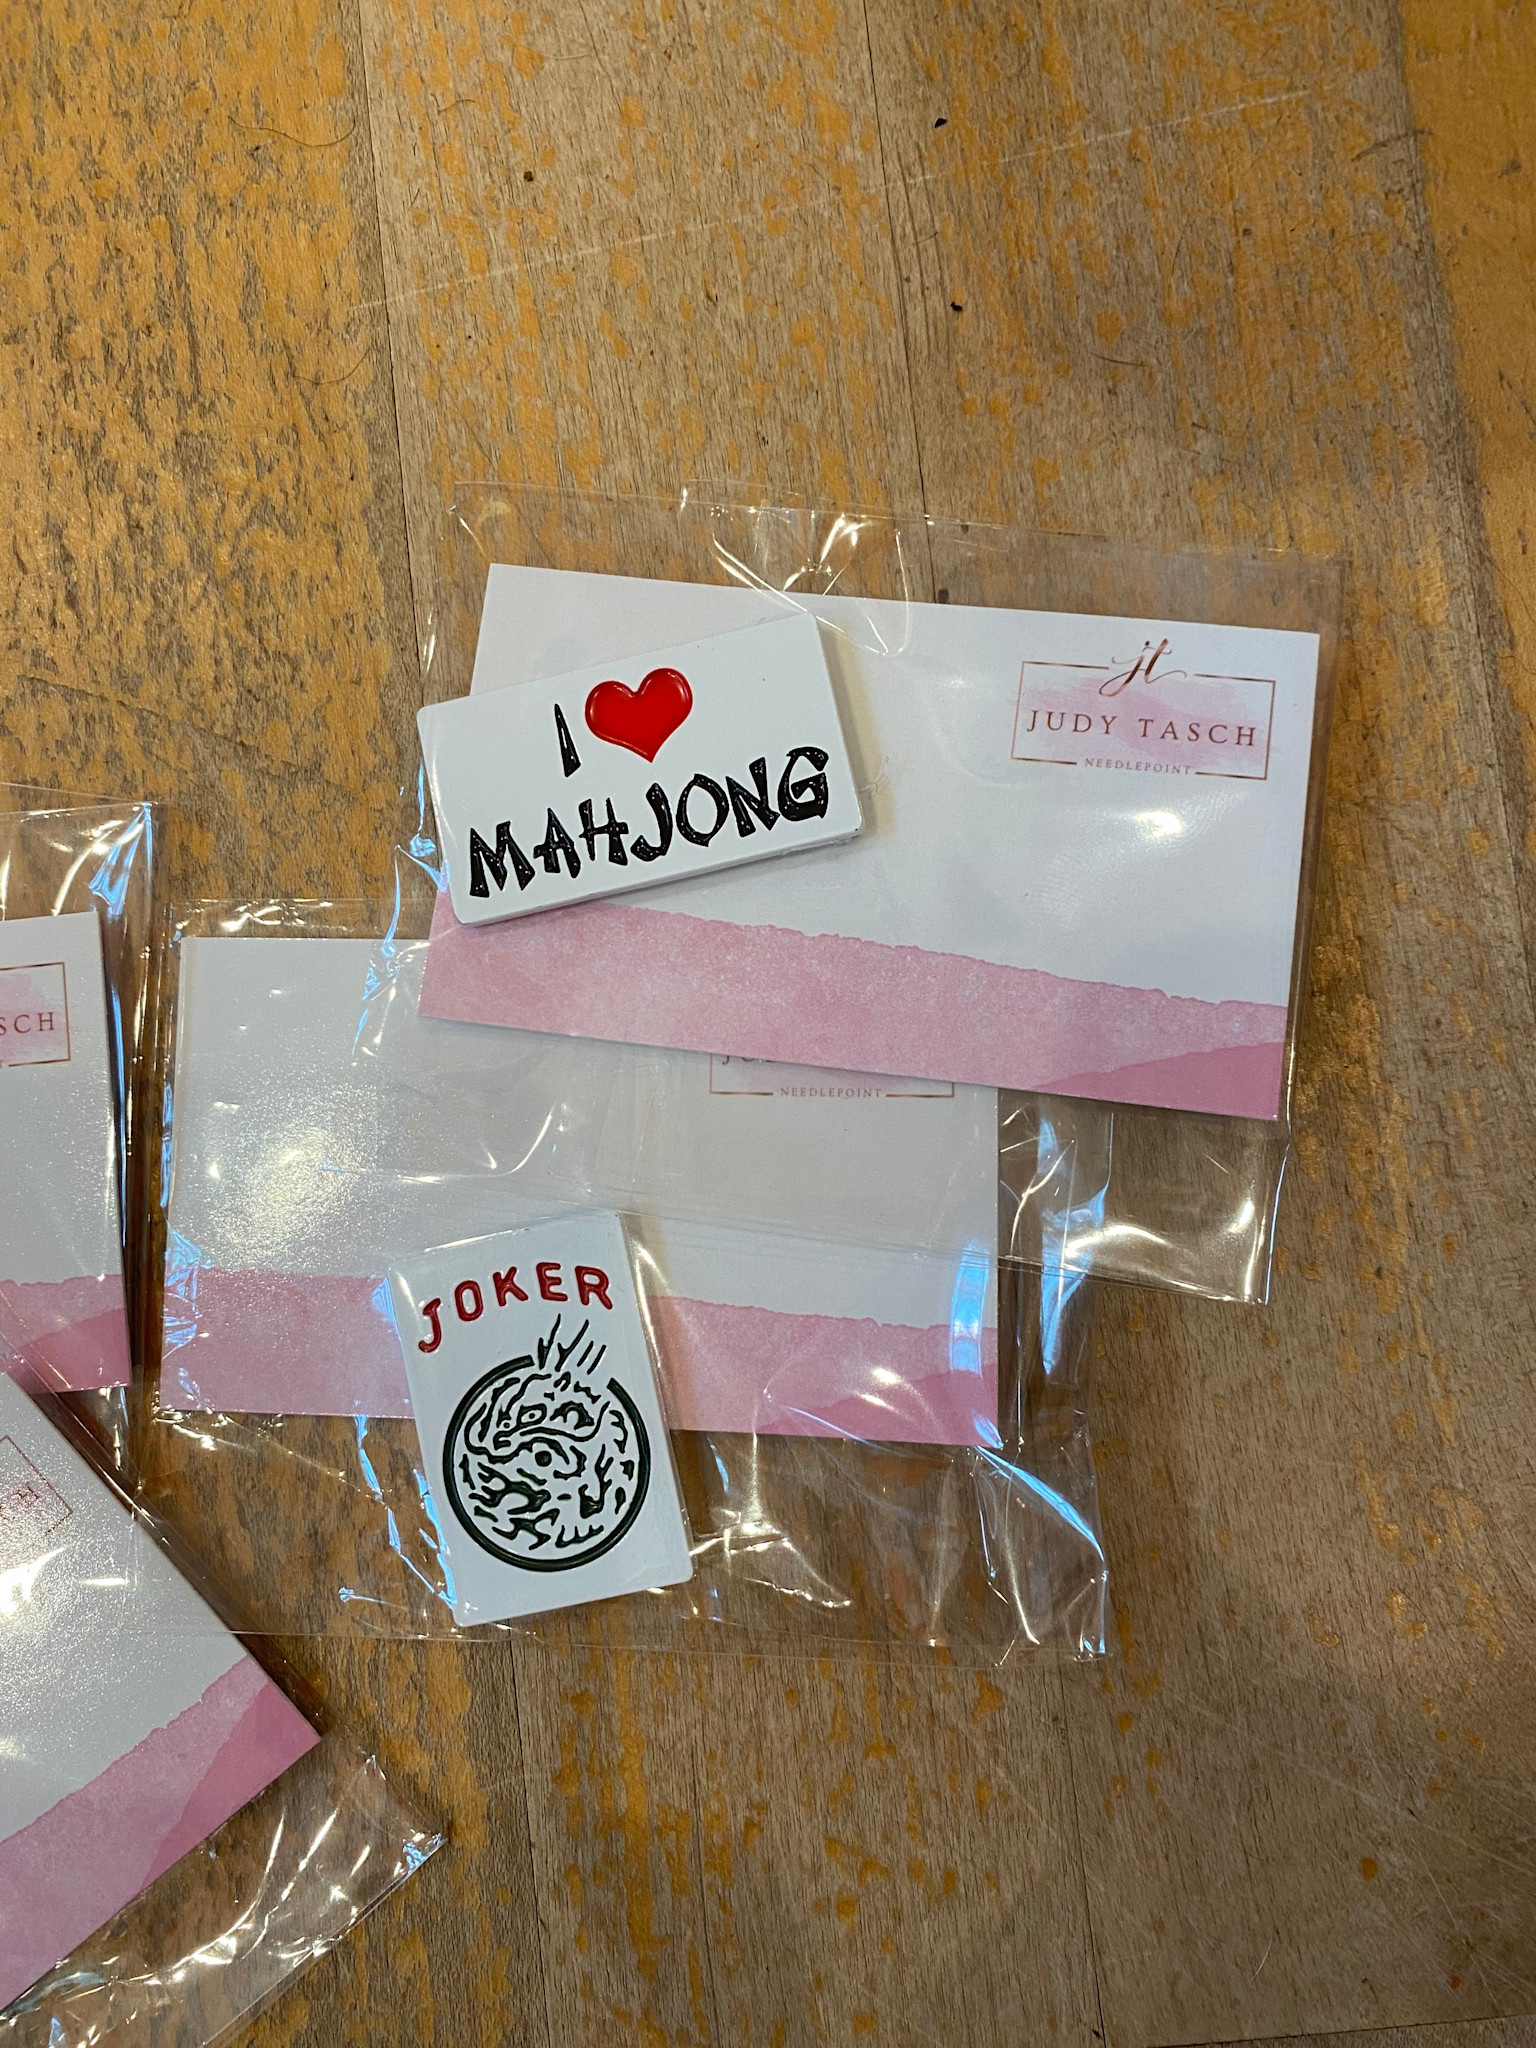 jt
JUDY TASCH
NEEDLEPOINT
I
MAHJONG
SCH
NEEDLEPOINT
JOKER